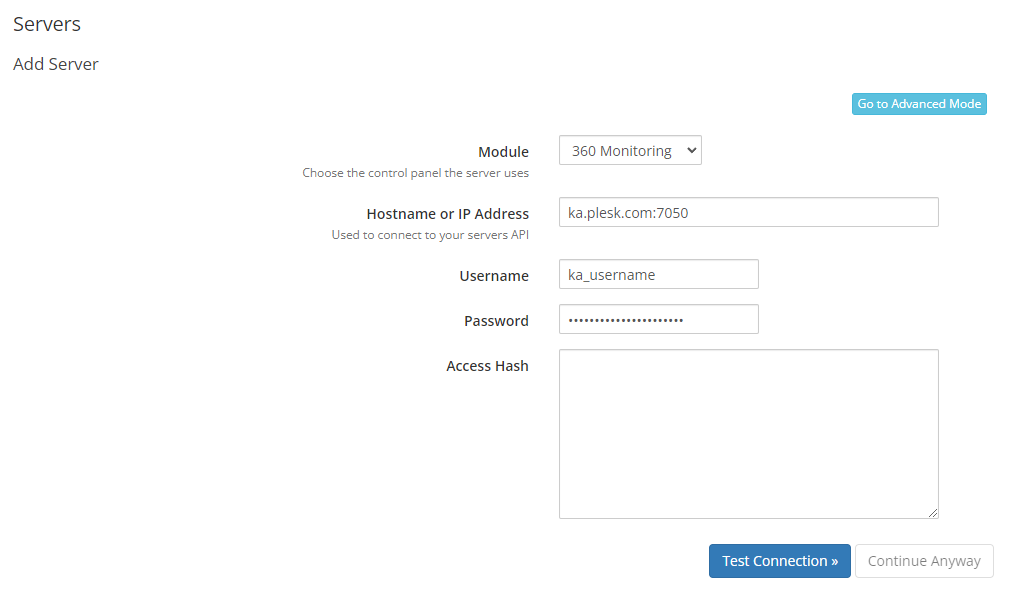 Servers
Add Server
Go to Advanced Mode
Module
360 Monitoring
Choose the control panel the server uses
Hostname or IP Address
ka.plesk.com:7050
Used to connect to your servers API
Username
ka_username
Password
••••••••••••••••••••••
Access Hash
Test Connection »
Continue Anyway